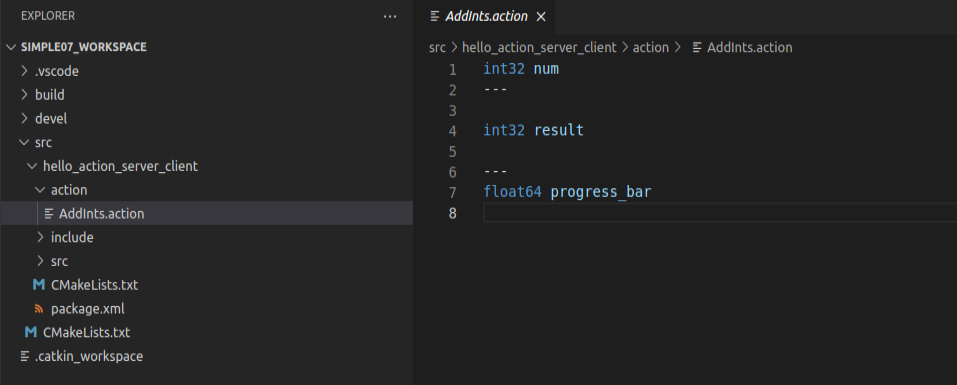 EXPLORER
...
SIMPLE07_WORKSPACE
.vscode
build
devel
src
hello_action_server_client
action
AddInts.action
include
src
CMakeLists.txt
package.xml
CMakeLists.txt
.catkin_workspace
AddInts.action
src > hello_action_server_client > action > AddInts.action
1 int32 num
2 ---
3
4 int32 result
5
6 ---
7 float64 progress_bar
8